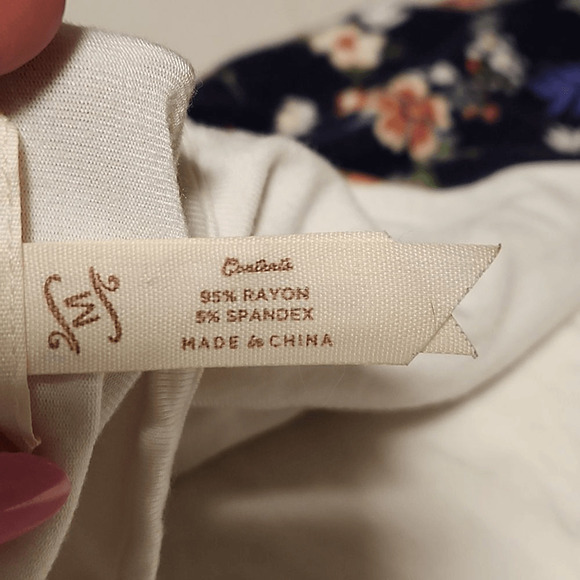 Contents
95% RAYON
5% SPANDEX
MADE in CHINA
M